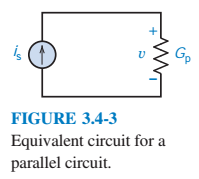 +
iₛ
v
Gₚ
−
FIGURE 3.4-3
Equivalent circuit for a
parallel circuit.